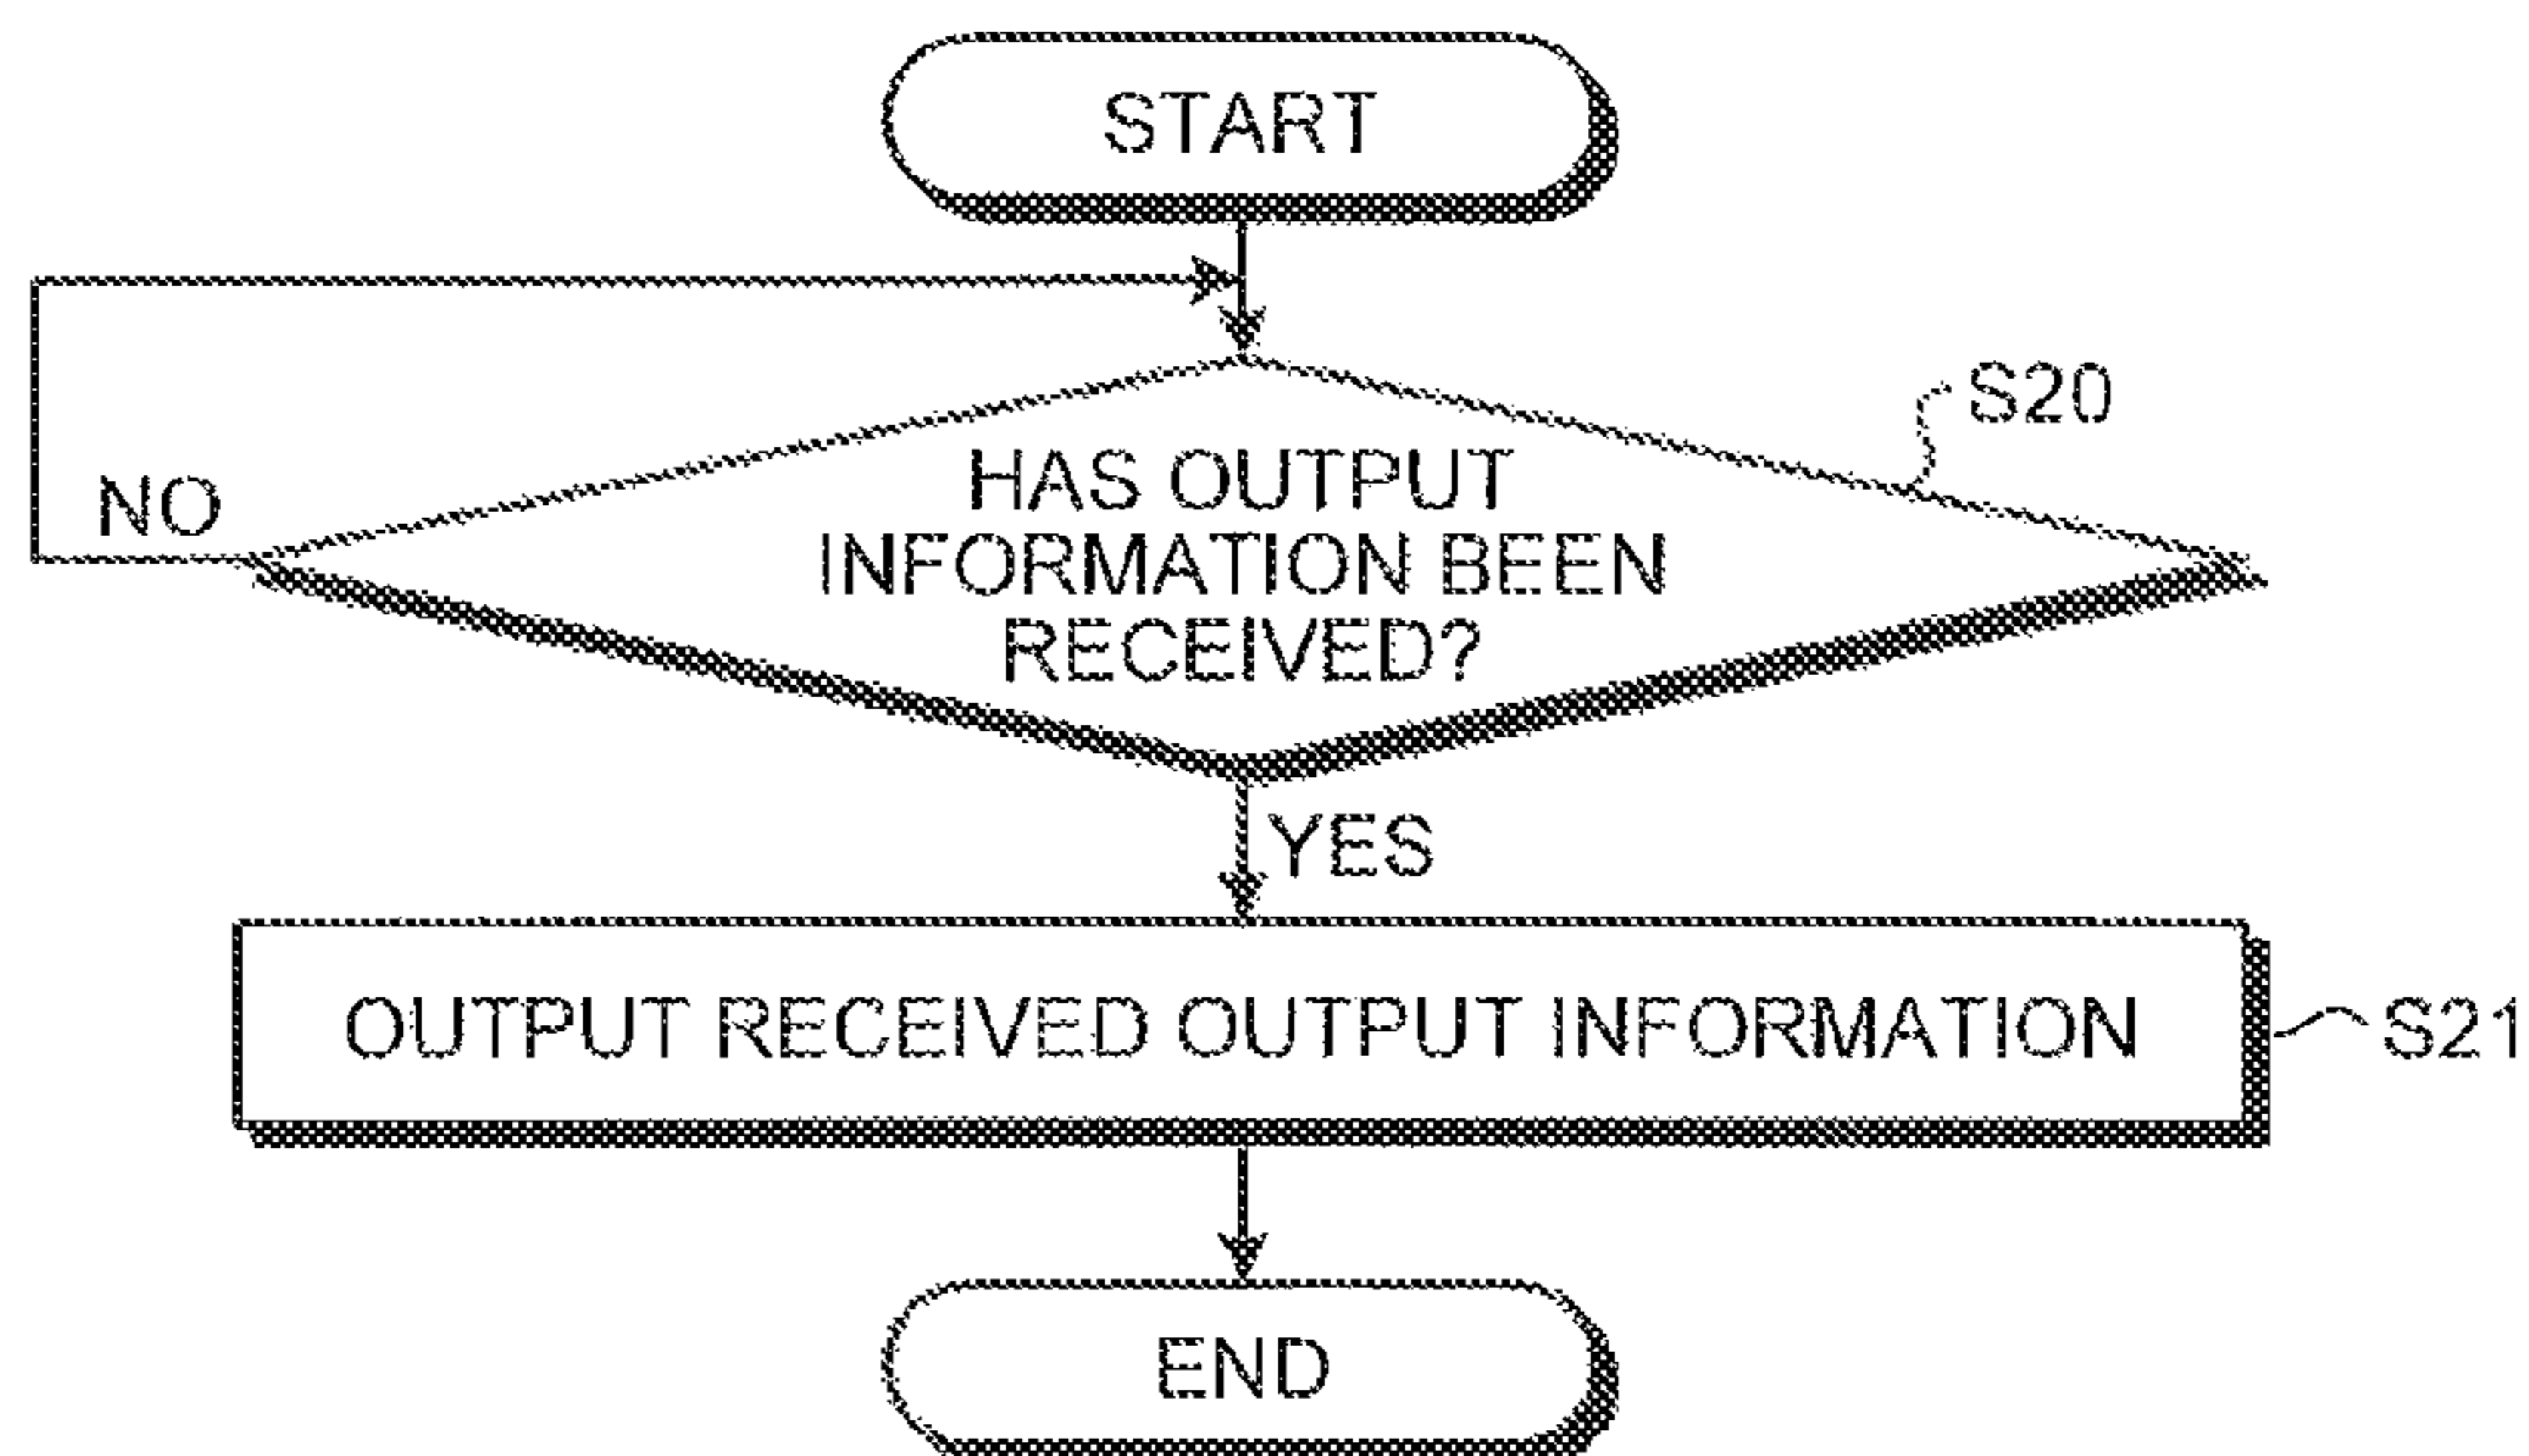 START
S20
HAS OUTPUT
INFORMATION BEEN
RECEIVED?
NO
YES
OUTPUT RECEIVED OUTPUT INFORMATION
S21
END